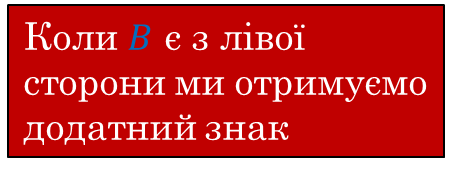 Коли B є з лівої
сторони ми отримуємо
додатний знак